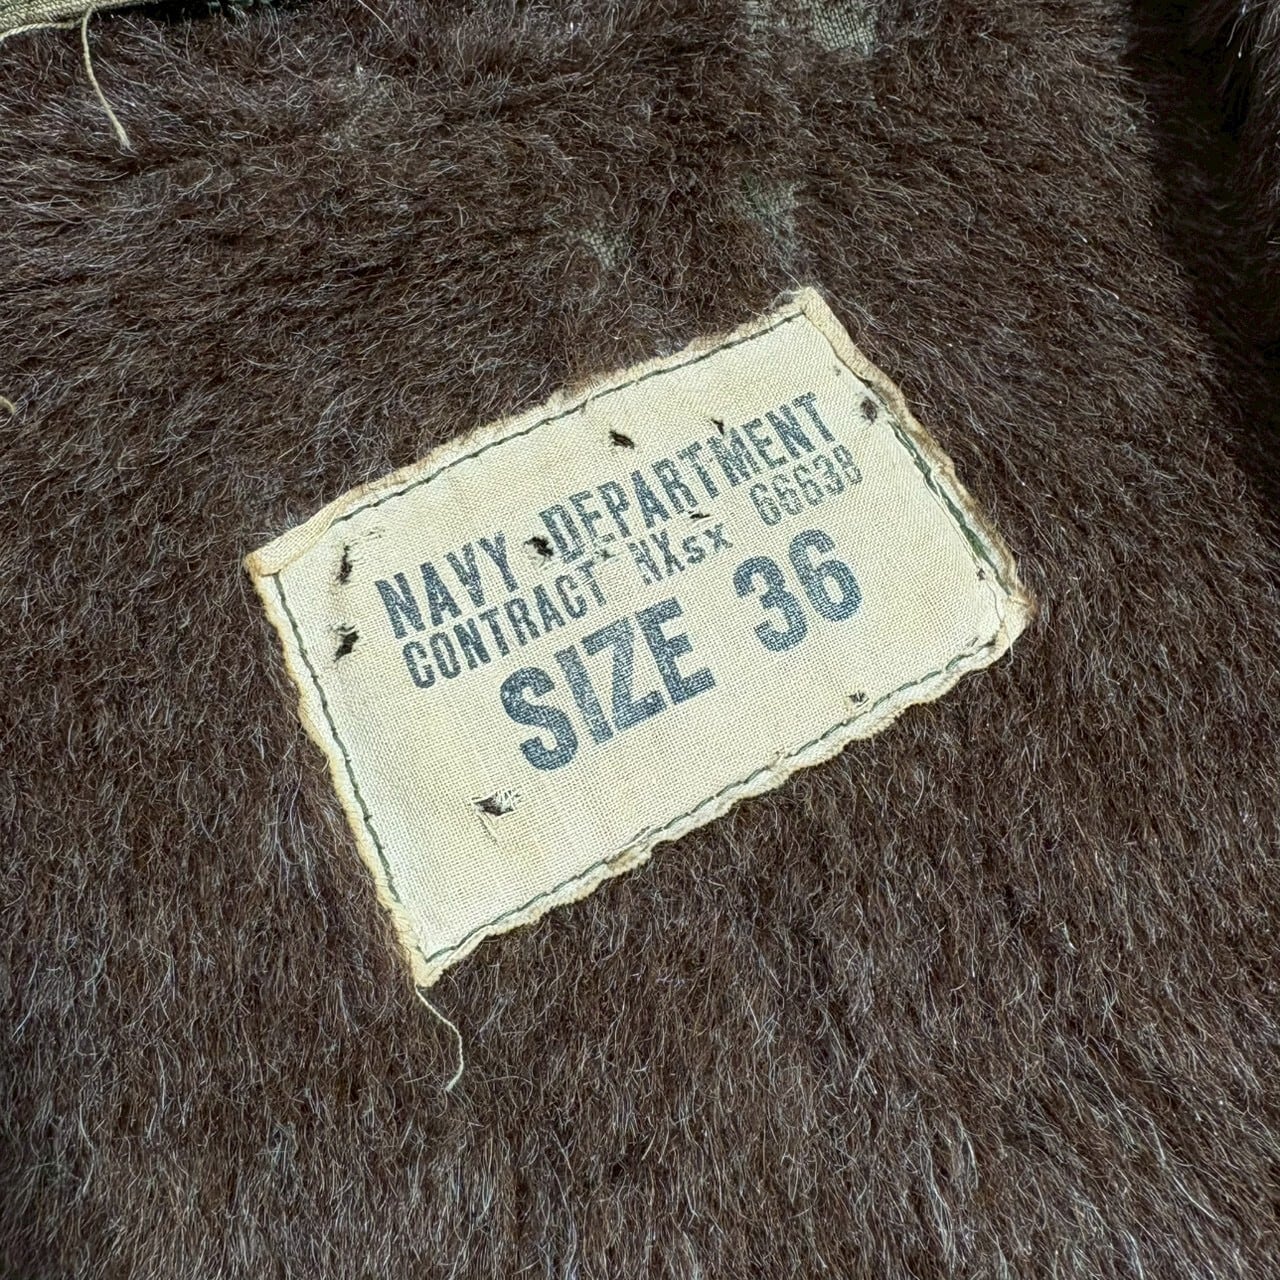 NAVY DEPARTMENT
CONTRACT NXsx 66638
SIZE 36